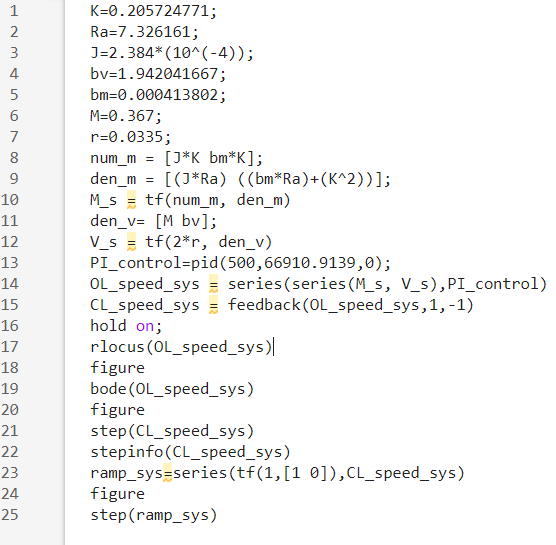 1 K=0.205724771;
2 Ra=7.326161;
3 J=2.384*(10^(-4));
4 bv=1.942041667;
5 bm=0.000413802;
6 M=0.367;
7 r=0.0335;
8 num_m = [J*K bm*K];
9 den_m = [(J*Ra) ((bm*Ra)+(K^2))];
10 M_s = tf(num_m, den_m)
11 den_v= [M bv];
12 V_s = tf(2*r, den_v)
13 PI_control=pid(500,66910.9139,0);
14 OL_speed_sys = series(series(M_s, V_s),PI_control)
15 CL_speed_sys = feedback(OL_speed_sys,1,-1)
16 hold on;
17 rlocus(OL_speed_sys)
18 figure
19 bode(OL_speed_sys)
20 figure
21 step(CL_speed_sys)
22 stepinfo(CL_speed_sys)
23 ramp_sys=series(tf(1,[1 0]),CL_speed_sys)
24 figure
25 step(ramp_sys)